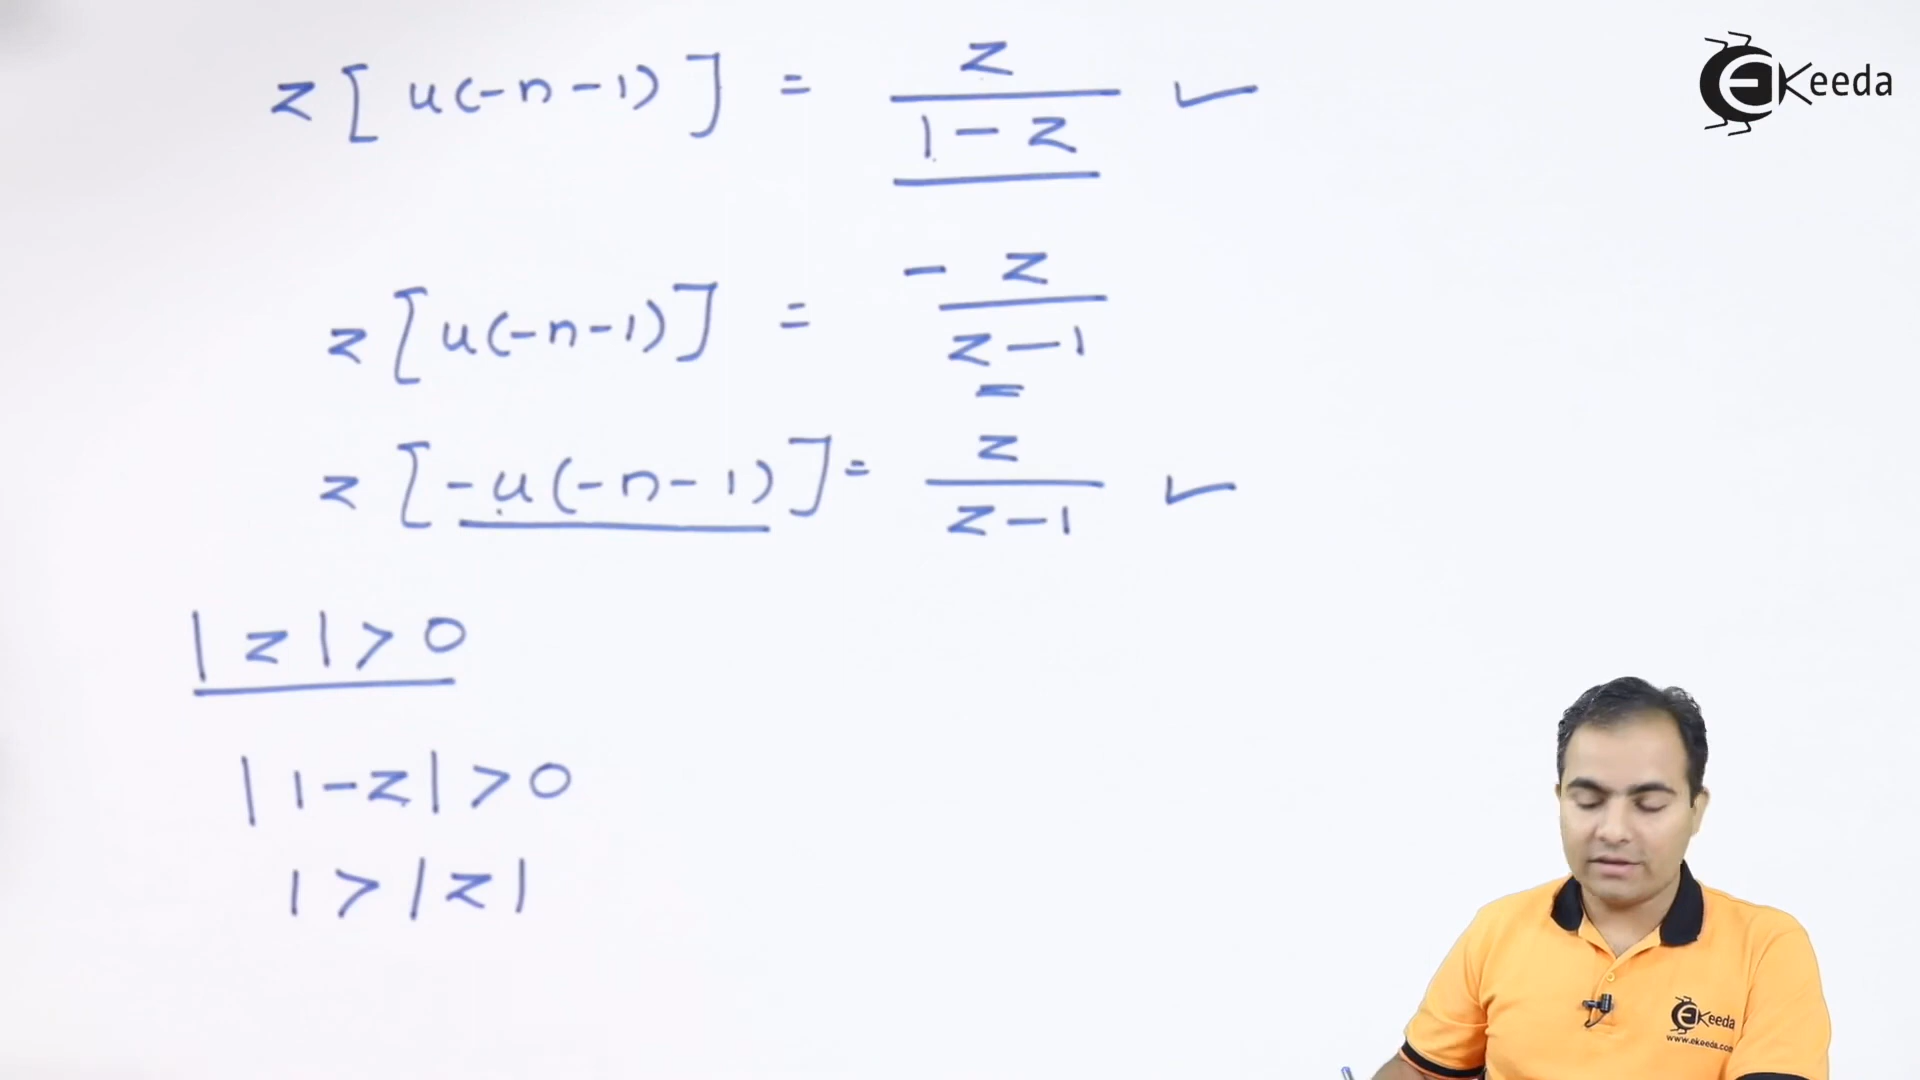 z[u(-n-1)] = z/(1-z) ✓
Keeda
z[u(-n-1)] = -z/(z-1)
z[-u(-n-1)] = z/(z-1) ✓
|z|>0
|1-z|>0
1>|z|
Keeda
www.ekeeda.com